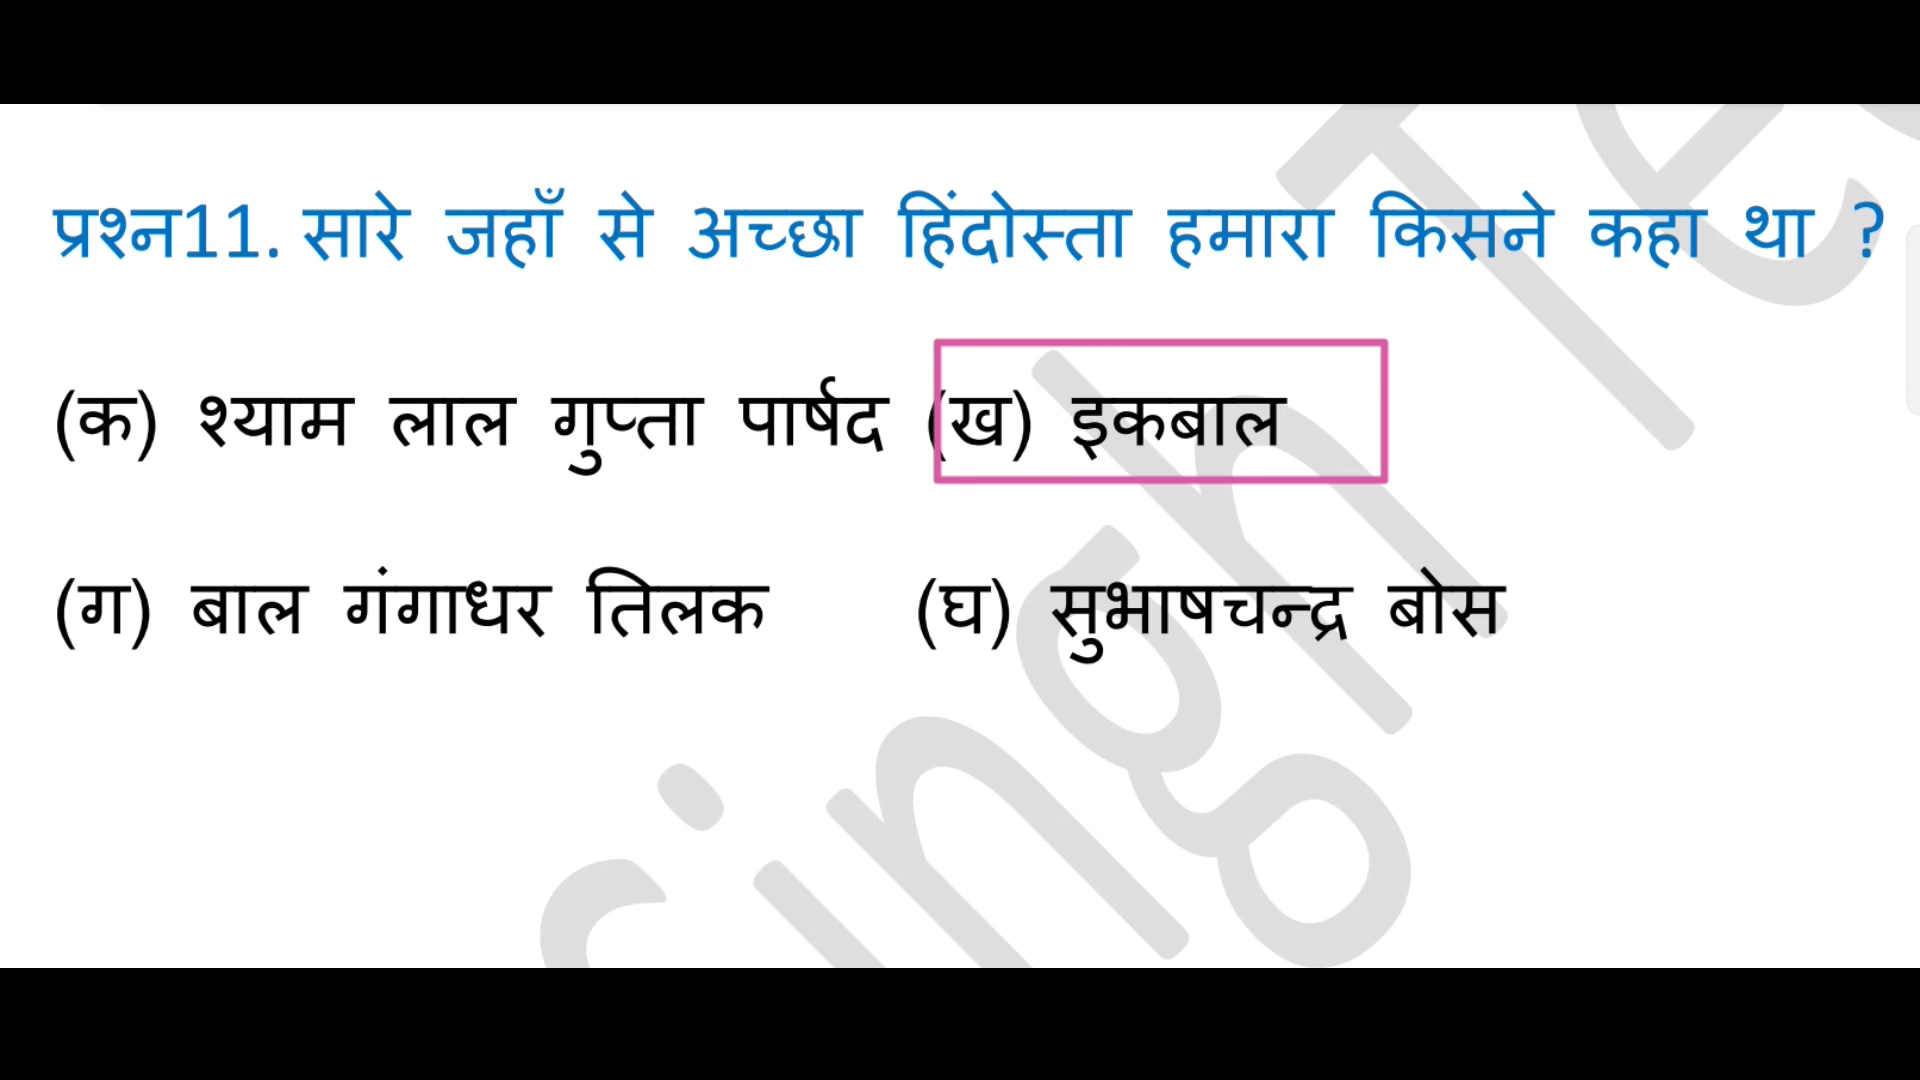 प्रश्न11. सारे जहाँ से अच्छा हिंदोस्ता हमारा किसने कहा था ?
(क) श्याम लाल गुप्ता पार्षद (ख) इकबाल
(ग) बाल गंगाधर तिलक (घ) सुभाषचन्द्र बोस